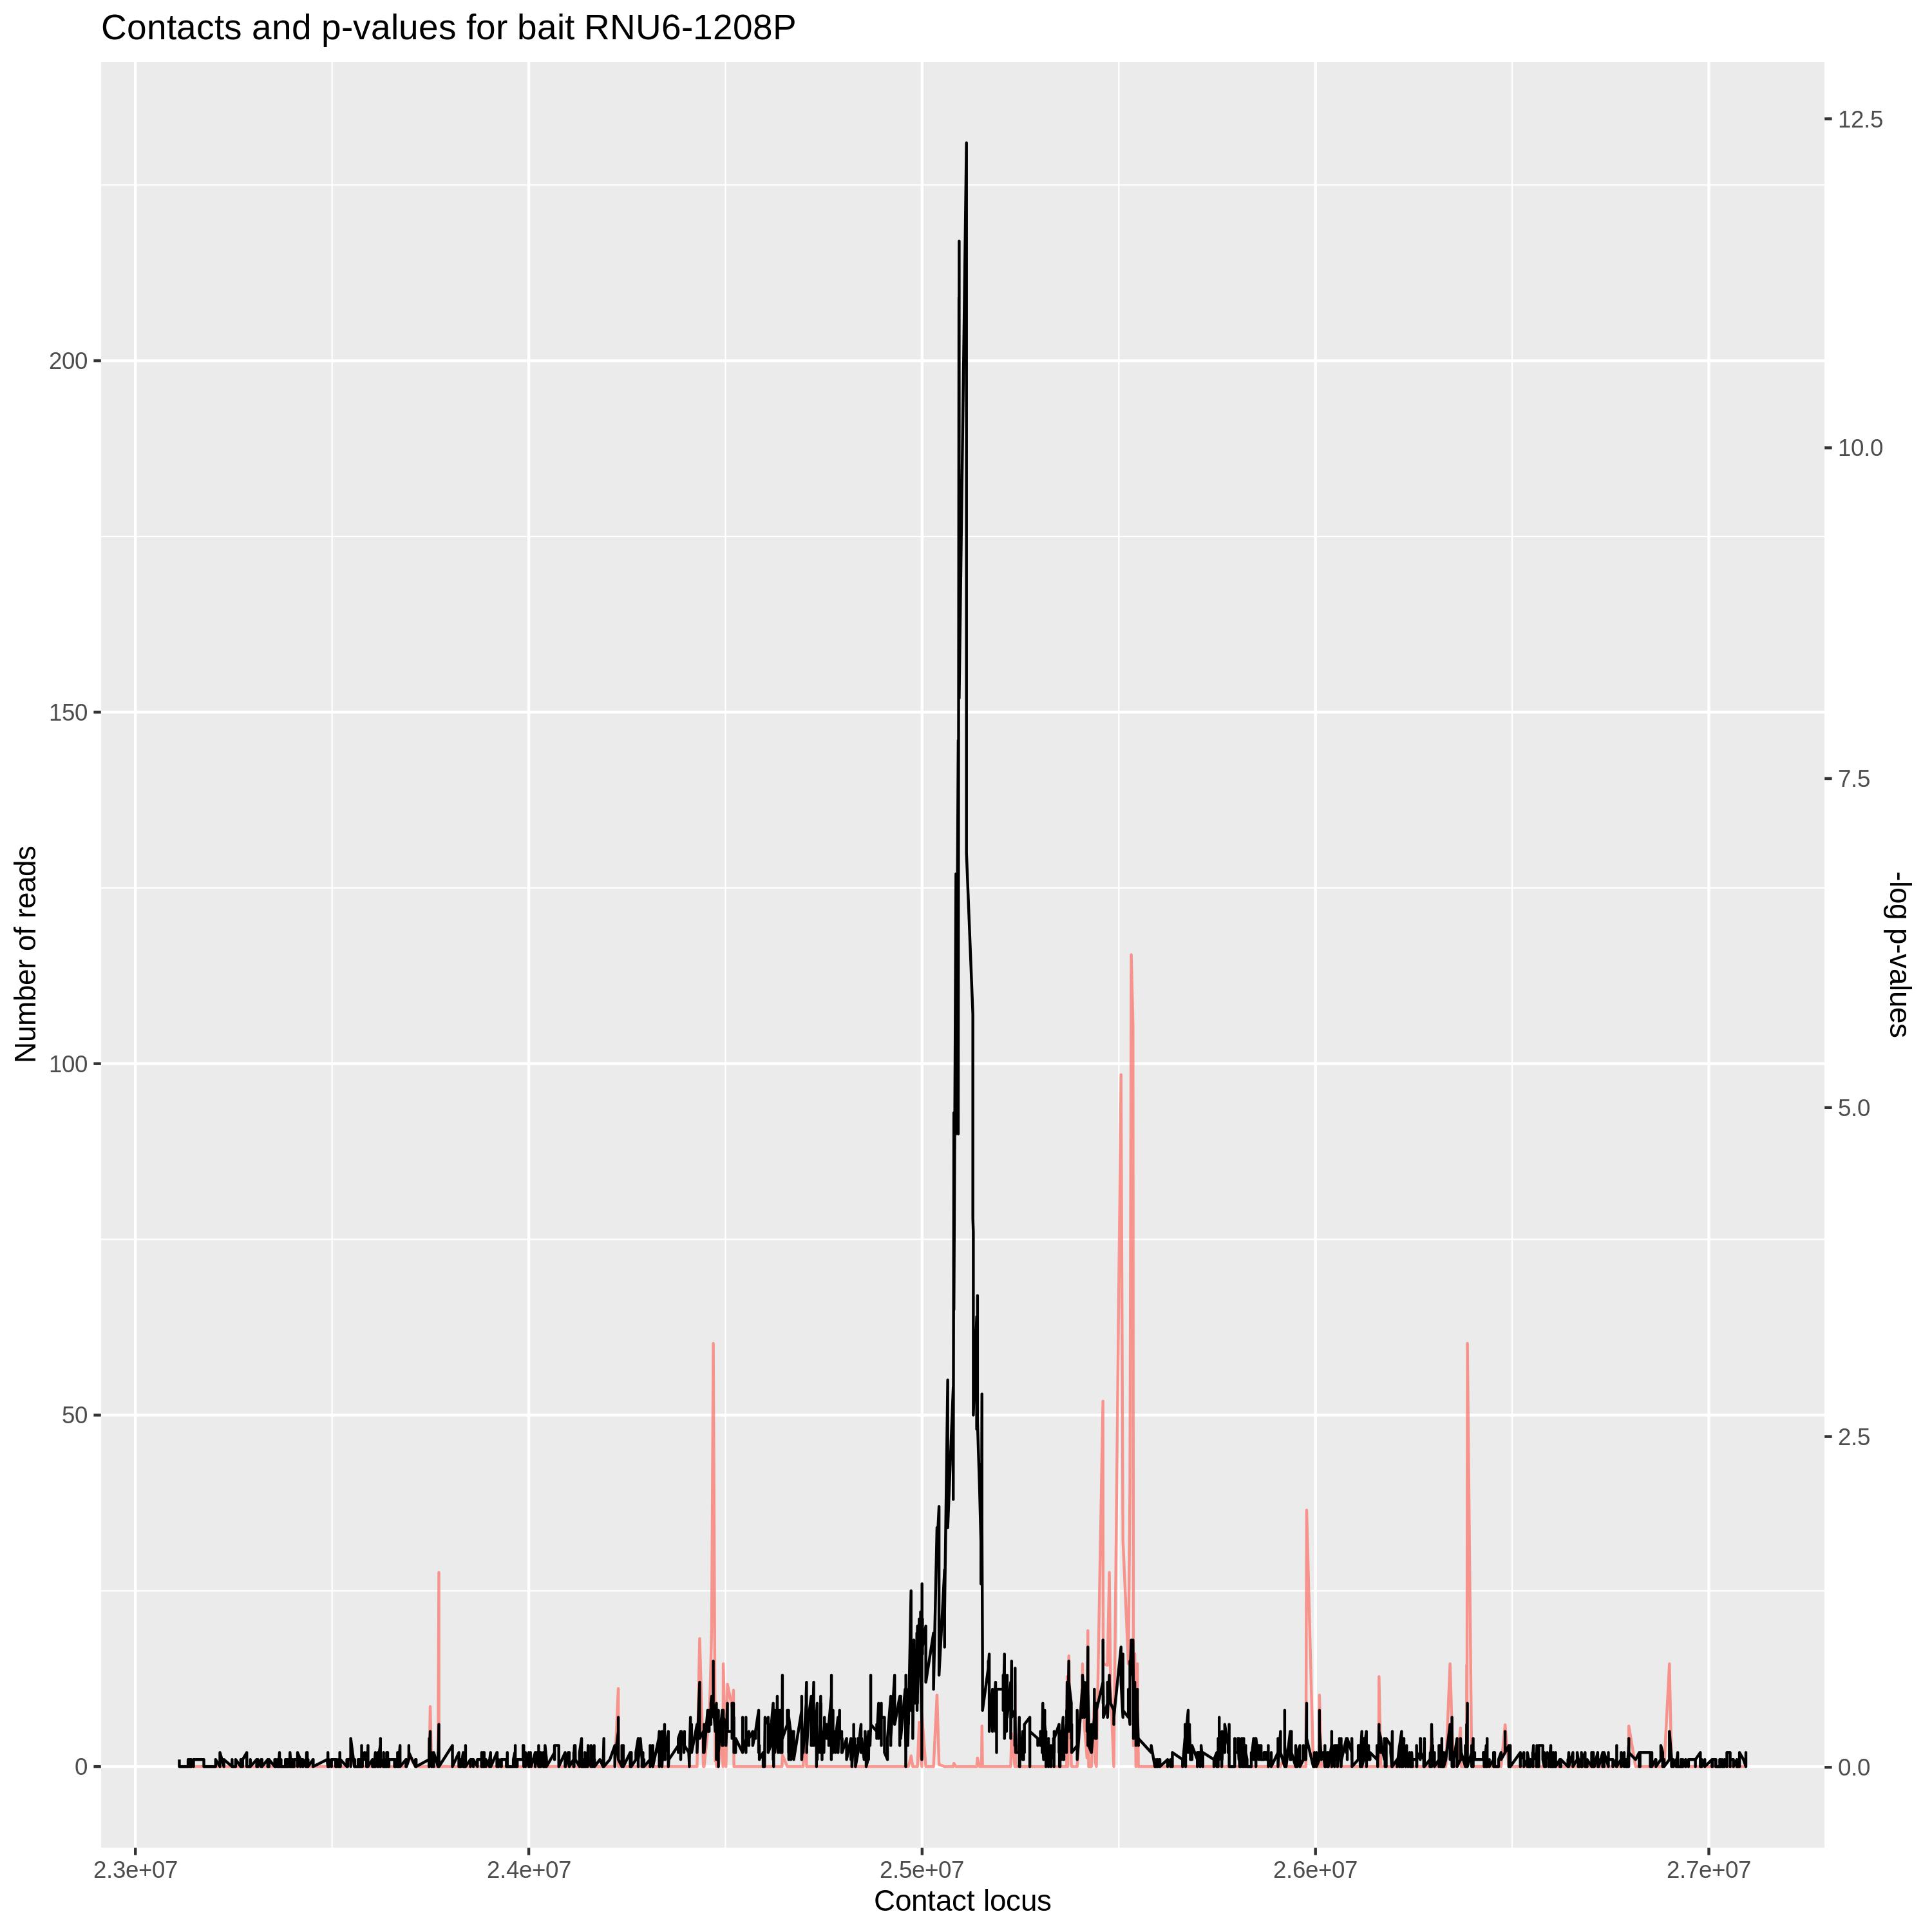 Contacts and p-values for bait RNU6-1208P
Number of reads
200
150
100
50
0
12.5
10.0
7.5
5.0
2.5
0.0
-log p-values
2.3e+07 2.4e+07 2.5e+07 2.6e+07 2.7e+07
Contact locus